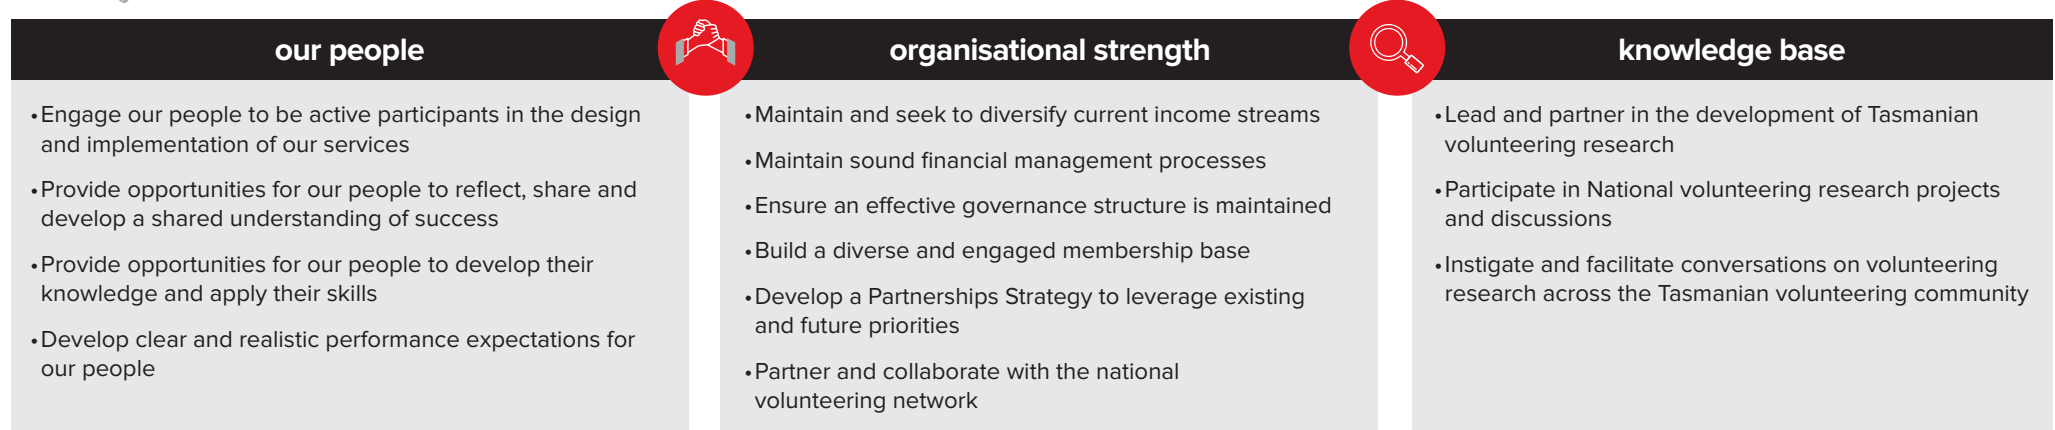 our people
•Engage our people to be active participants in the design
and implementation of our services
•Provide opportunities for our people to reflect, share and
develop a shared understanding of success
•Provide opportunities for our people to develop their
knowledge and apply their skills
•Develop clear and realistic performance expectations for
our people
organisational strength
•Maintain and seek to diversify current income streams
•Maintain sound financial management processes
•Ensure an effective governance structure is maintained
•Build a diverse and engaged membership base
•Develop a Partnerships Strategy to leverage existing
and future priorities
•Partner and collaborate with the national
volunteering network
knowledge base
•Lead and partner in the development of Tasmanian
volunteering research
•Participate in National volunteering research projects
and discussions
•Instigate and facilitate conversations on volunteering
research across the Tasmanian volunteering community